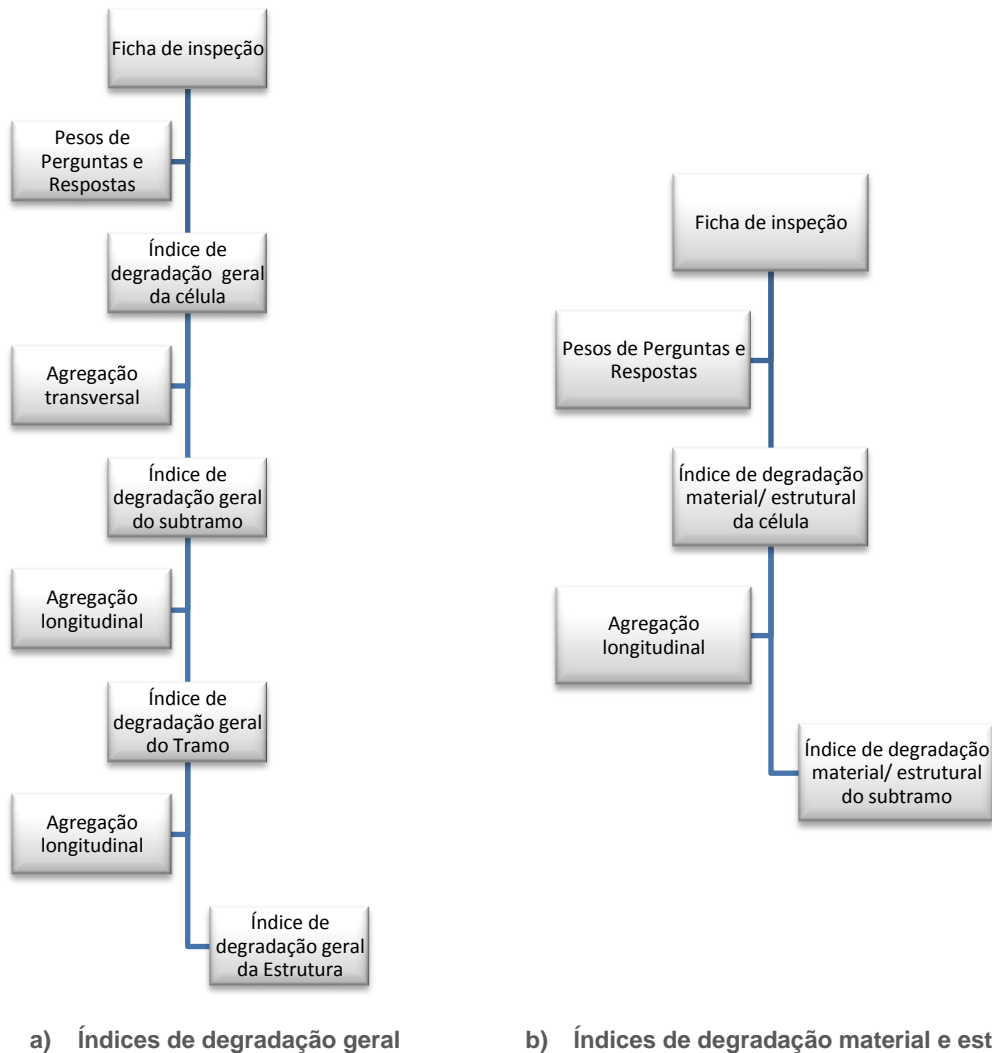 Ficha de inspeção
Pesos de
Perguntas e
Respostas
Índice de
degradação geral
da célula
Agregação
transversal
Índice de
degradação geral
do subtramo
Agregação
longitudinal
Índice de
degradação geral
do Tramo
Agregação
longitudinal
Índice de
degradação geral
da Estrutura
a) Índices de degradação geral
Ficha de inspeção
Pesos de Perguntas e
Respostas
Índice de degradação
material/ estrutural
da célula
Agregação
longitudinal
Índice de degradação
material/ estrutural
do subtramo
b) Índices de degradação material e est